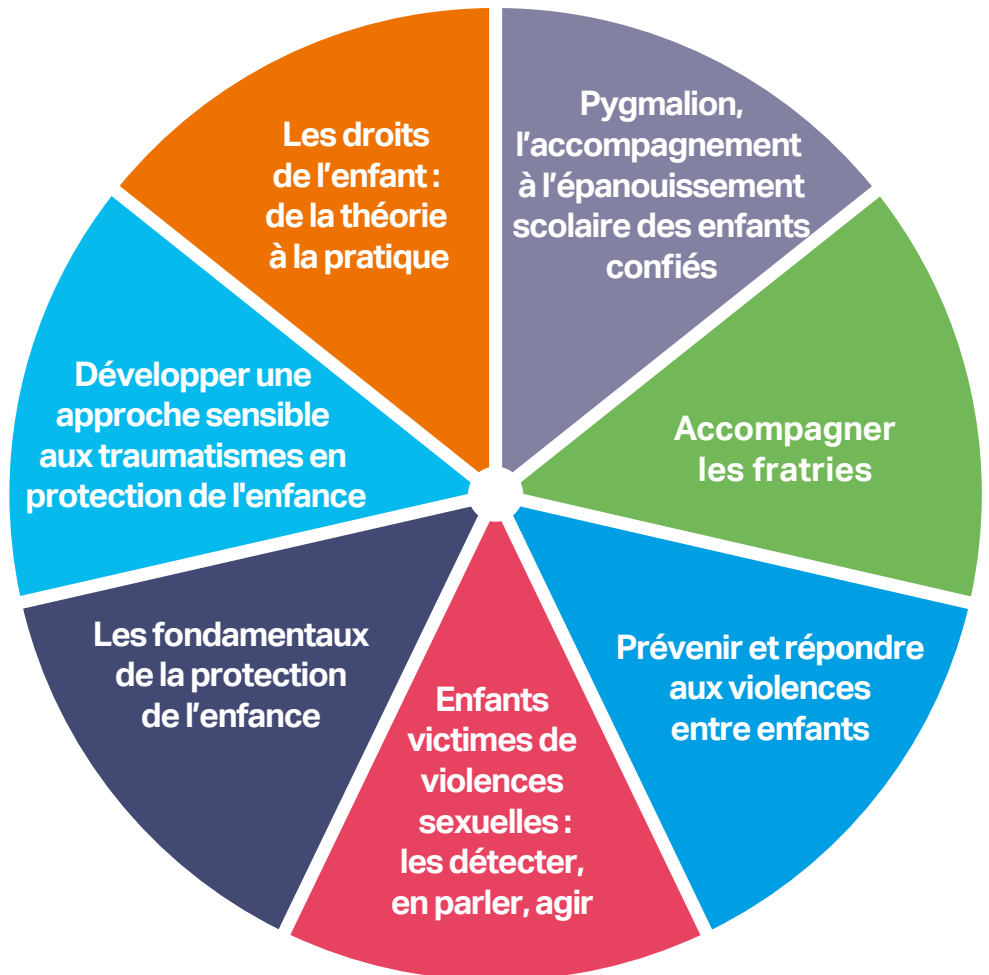 Pygmalion,
l’accompagnement
à l’épanouissement
scolaire des enfants
confiés
Accompagner
les fratries
Prévenir et répondre
aux violences
entre enfants
Enfants
victimes de
violences
sexuelles :
les détecter,
en parler, agir
Les fondamentaux
de la protection
de l’enfance
Développer une
approche sensible
aux traumatismes en
protection de l'enfance
Les droits
de l’enfant :
de la théorie
à la pratique